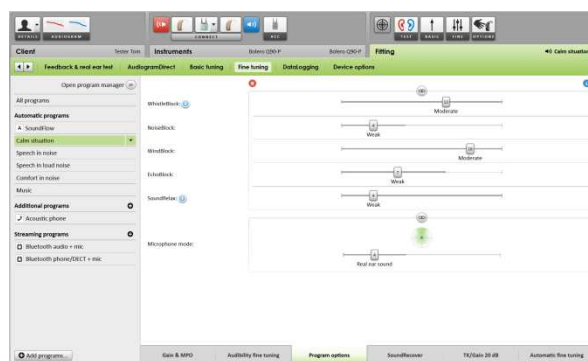 DETAILS
AUDIOGRAM
CONNECT
ACC
TEST
BASIC
TIME
OPTIONS
Client
Tester Tom
Instruments
Bolero Q90-P
Bolero Q90-P
Fitting
Calm situation
Feedback & real ear test
AudiogramDirect
Basic tuning
Fine tuning
DataLogging
Device options
Open program manager
All programs
Automatic programs
A SoundFlow
Calm situation
Speech in noise
Speech in loud noise
Comfort in noise
Music
Additional programs
Acoustic phone
Streaming programs
Bluetooth audio + mic
Bluetooth phone/DECT + mic
Add programs...
WhistleBlock:
Moderate
NoiseBlock:
Weak
WindBlock:
Moderate
EchoBlock:
Weak
SoundRelax:
Weak
Microphone mode:
Real ear sound
Gain & MPO
Audibility fine tuning
Program options
SoundRecover
TK/Gain 20 dB
Automatic fine tuning